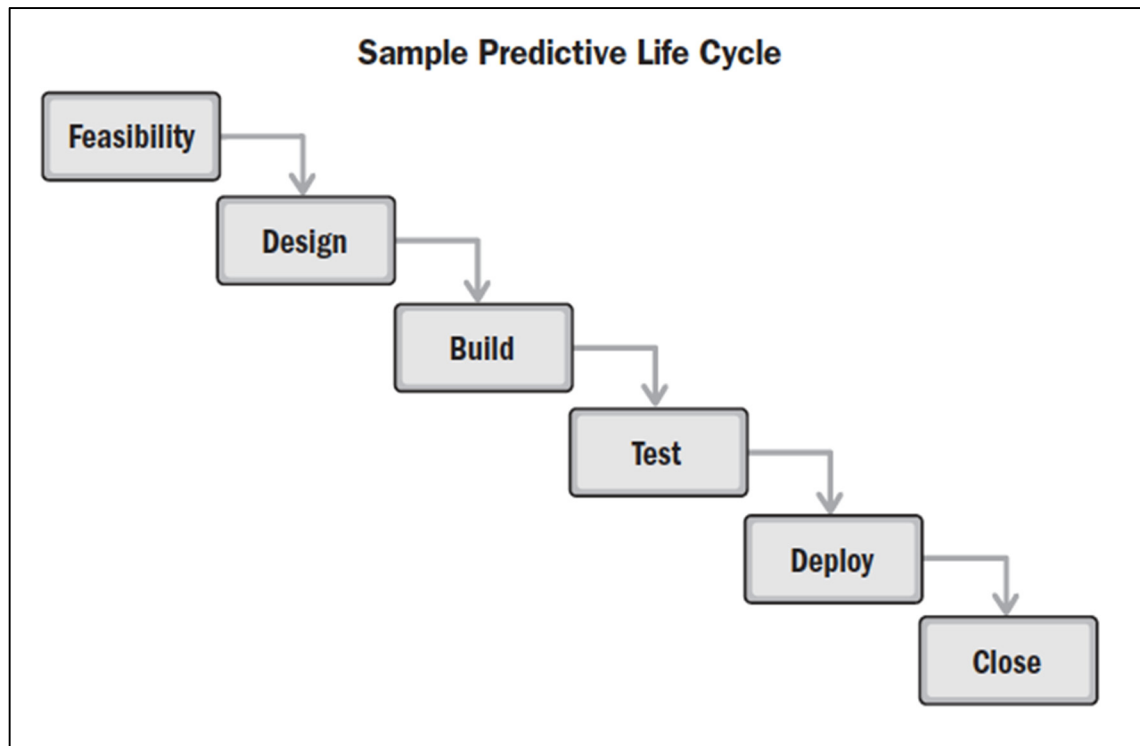 Sample Predictive Life Cycle
Feasibility
Design
Build
Test
Deploy
Close